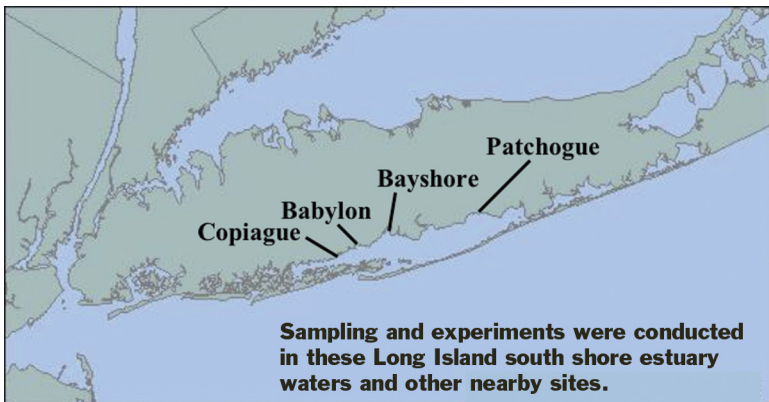 Patchogue
Bayshore
Babylon
Copiague
Sampling and experiments were conducted
in these Long Island south shore estuary
waters and other nearby sites.